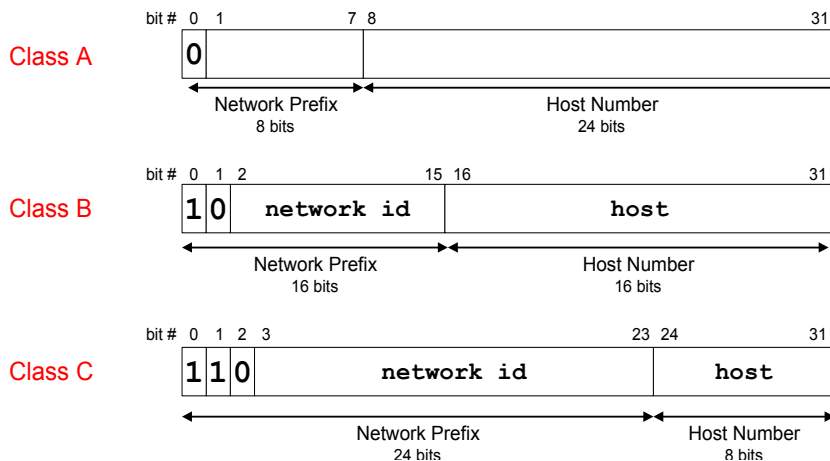 bit # 0 1 7 8 31
Class A 0
Network Prefix Host Number
8 bits 24 bits
bit # 0 1 2 15 16 31
Class B 1 0 network id host
Network Prefix Host Number
16 bits 16 bits
bit # 0 1 2 3 23 24 31
Class C 1 1 0 network id host
Network Prefix Host Number
24 bits 8 bits